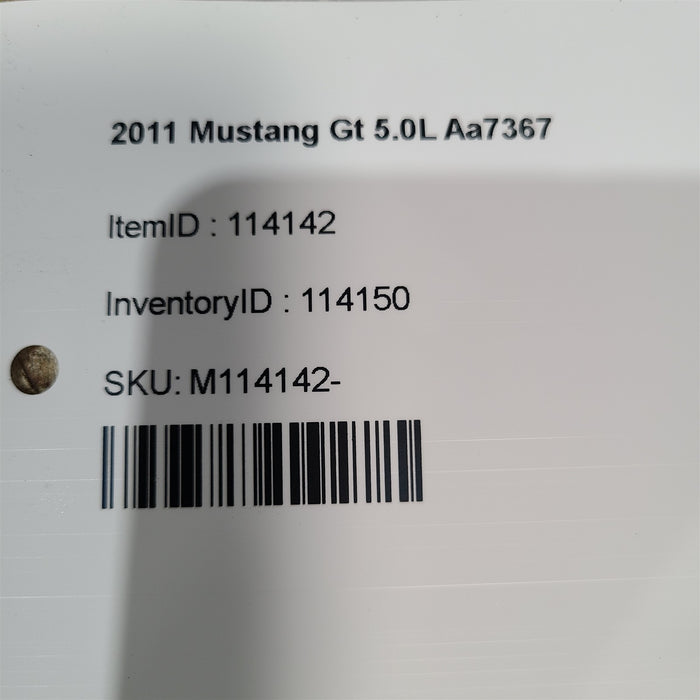 2011 Mustang Gt 5.0L Aa7367
ItemID : 114142
InventoryID : 114150
SKU: M114142-